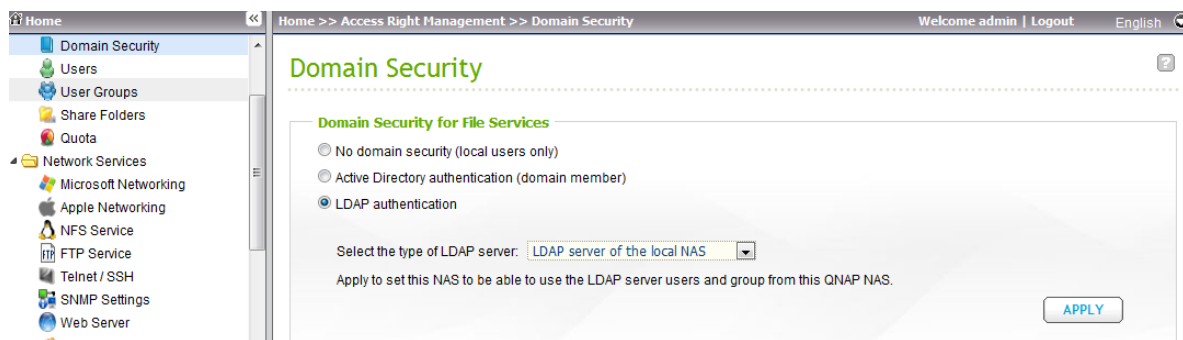 Home
Domain Security
Users
User Groups
Share Folders
Quota
Network Services
Microsoft Networking
Apple Networking
NFS Service
FTP
FTP Service
Telnet / SSH
SNMP Settings
Web Server
Home >> Access Right Management >> Domain Security
Welcome admin | Logout
English
Domain Security
?
Domain Security for File Services
No domain security (local users only)
Active Directory authentication (domain member)
LDAP authentication
Select the type of LDAP server: LDAP server of the local NAS
Apply to set this NAS to be able to use the LDAP server users and group from this QNAP NAS.
APPLY